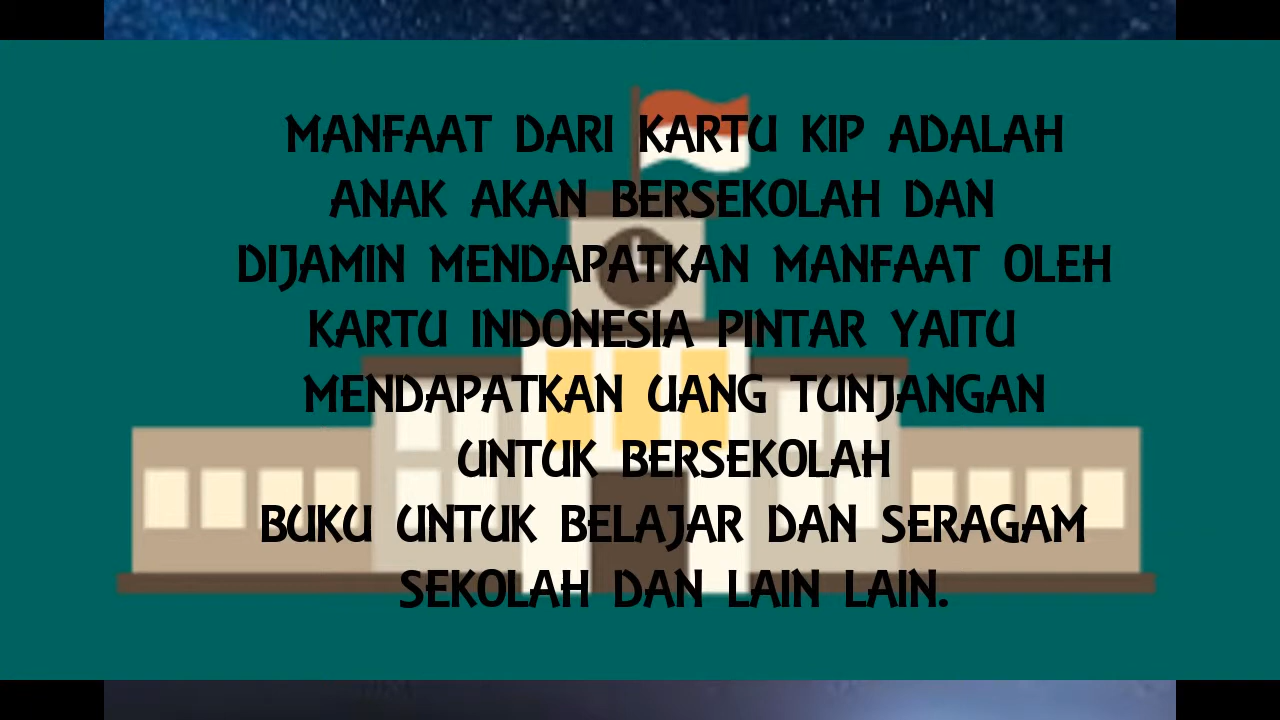 MANFAAT DARI KARTU KIP ADALAH
ANAK AKAN BERSEKOLAH DAN
DIJAMIN MENDAPATKAN MANFAAT OLEH
KARTU INDONESIA PINTAR YAITU
MENDAPATKAN UANG TUNJANGAN
UNTUK BERSEKOLAH
BUKU UNTUK BELAJAR DAN SERAGAM
SEKOLAH DAN LAIN LAIN.